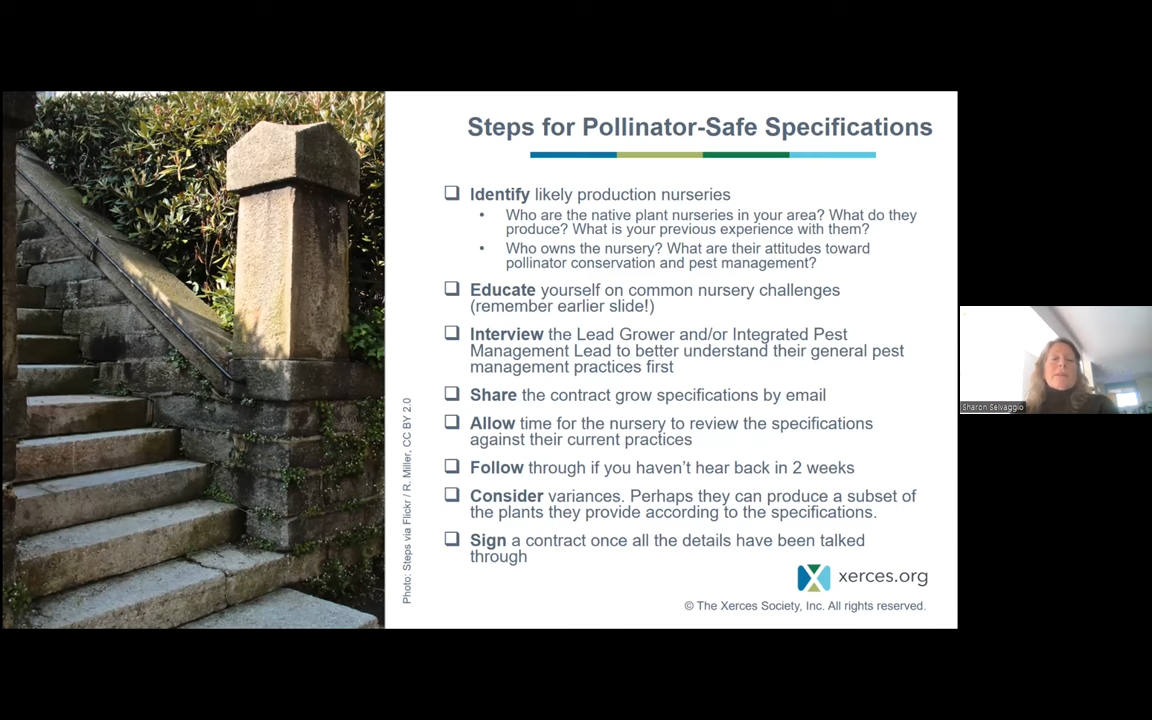 Steps for Pollinator-Safe Specifications
❑ Identify likely production nurseries
• Who are the native plant nurseries in your area? What do they
produce? What is your previous experience with them?
• Who owns the nursery? What are their attitudes toward
pollinator conservation and pest management?
❑ Educate yourself on common nursery challenges
(remember earlier slide!)
❑ Interview the Lead Grower and/or Integrated Pest
Management Lead to better understand their general pest
management practices first
❑ Share the contract grow specifications by email
❑ Allow time for the nursery to review the specifications
against their current practices
❑ Follow through if you haven't hear back in 2 weeks
❑ Consider variances. Perhaps they can produce a subset of
the plants they provide according to the specifications.
❑ Sign a contract once all the details have been talked
through
xerces.org
© The Xerces Society, Inc. All rights reserved.
Photo: Steps via Flickr / R. Miller, CC BY 2.0
Sharon Selvaggio